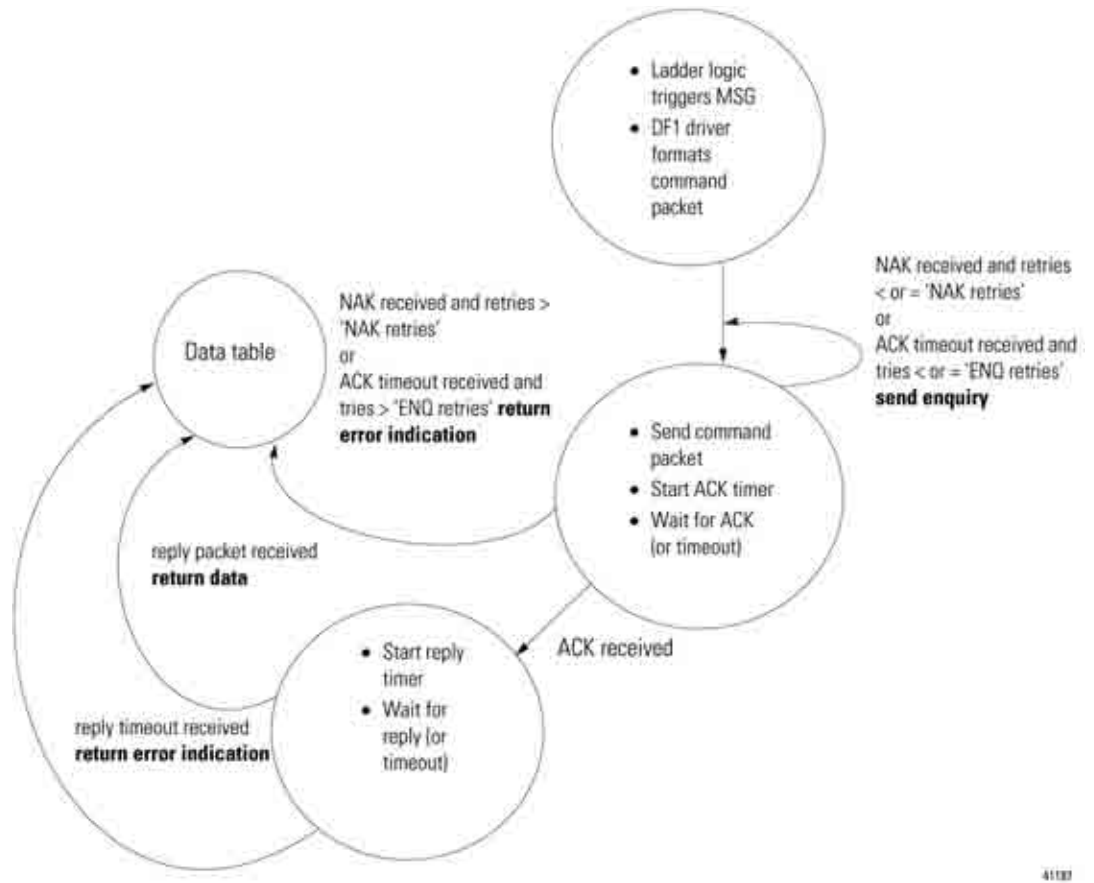 • Ladder logic
triggers MSG
• DF1 driver
formats
command
packet
NAK received and retries
< or = 'NAK retries'
or
ACK timeout received and
tries < or = 'ENQ retries'
send enquiry
NAK received and retries >
'NAK retries'
or
ACK timeout received and
tries > 'ENQ retries' return
error indication
Data table
• Send command
packet
• Start ACK timer
• Wait for ACK
(or timeout)
reply packet received
return data
ACK received
• Start reply
timer
• Wait for
reply (or
timeout)
reply timeout received
return error indication